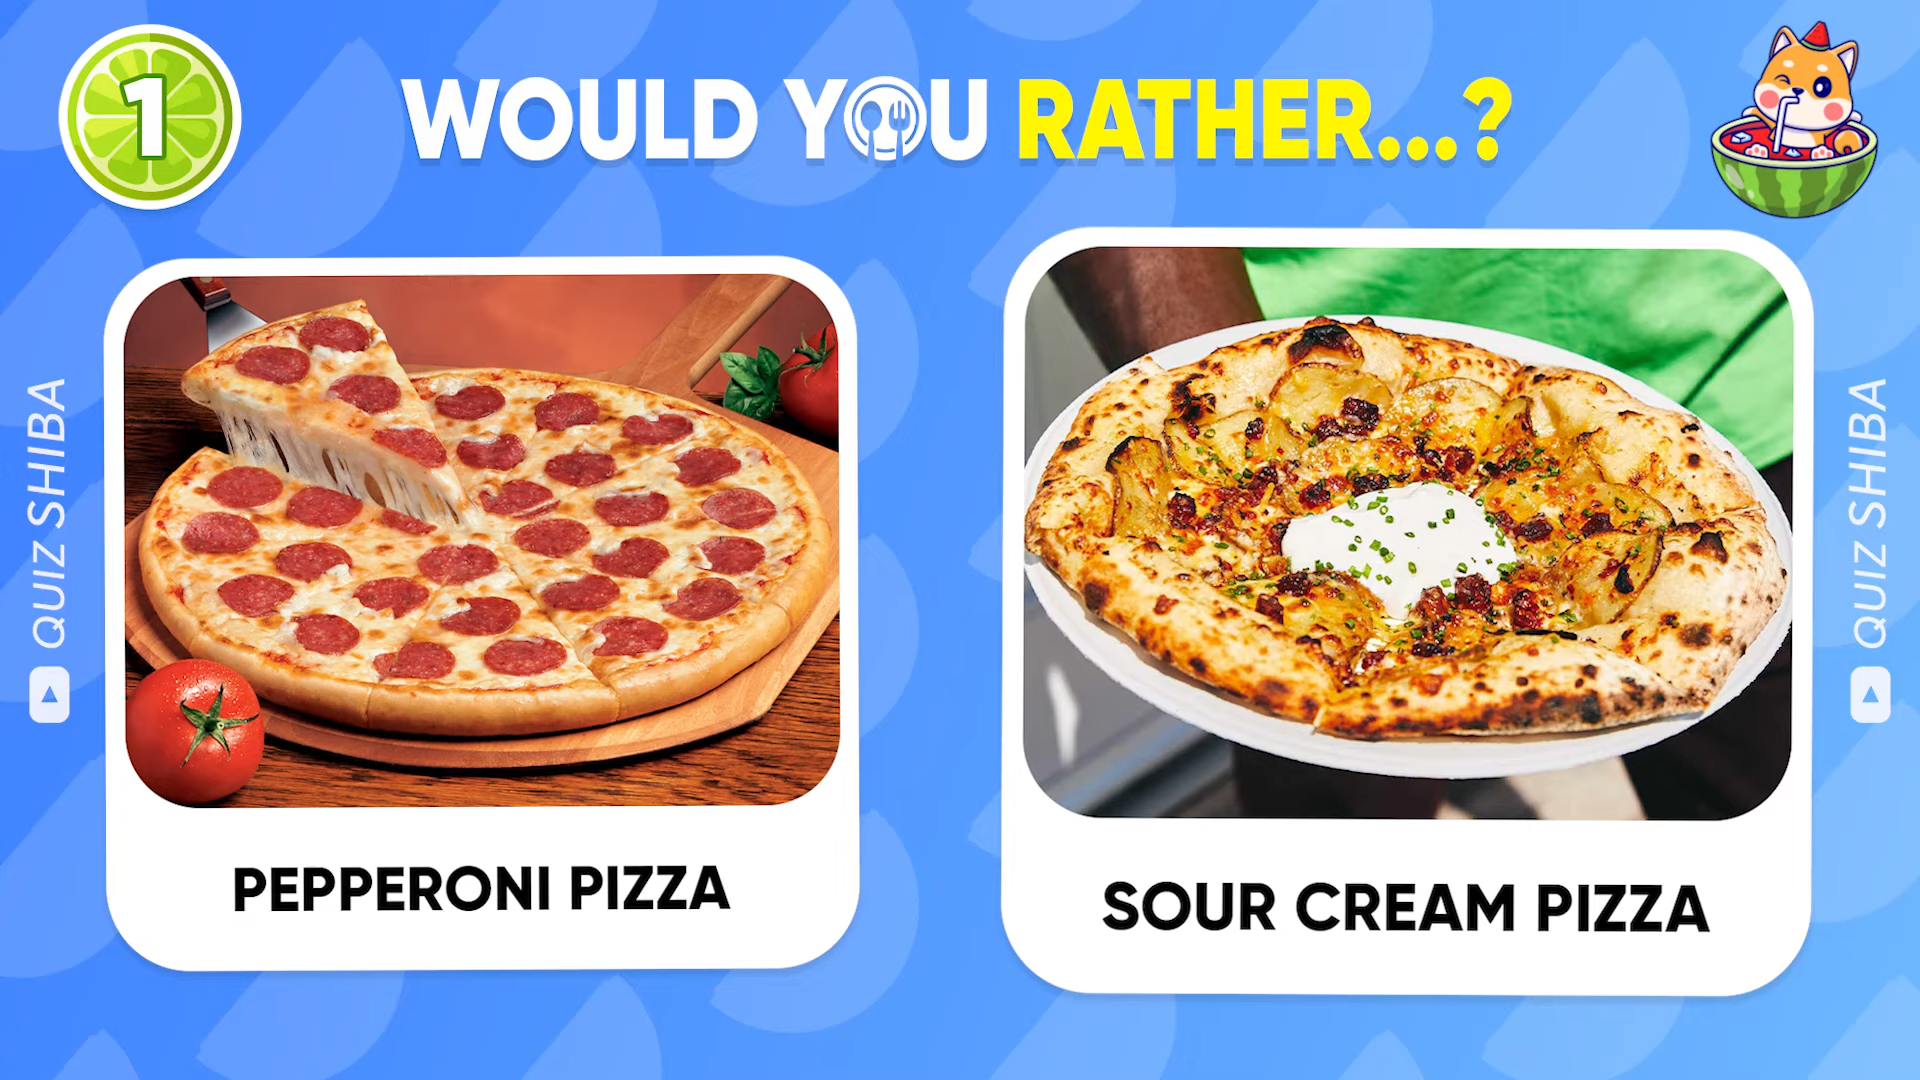 1
WOULD YOU RATHER...?
QUIZ SHIBA
PEPPERONI PIZZA
SOUR CREAM PIZZA
QUIZ SHIBA